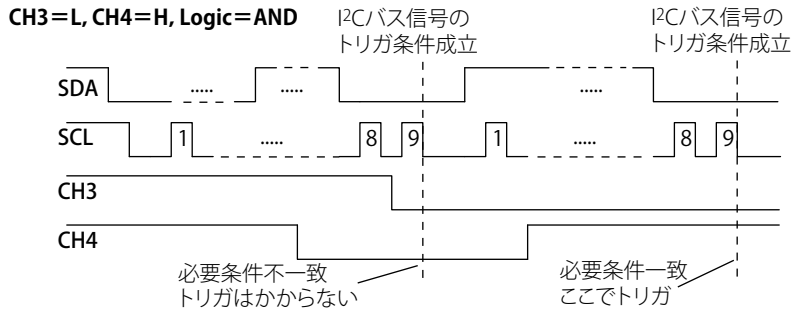 CH3=L, CH4=H, Logic=AND
I²Cバス信号の
トリガ条件成立
I²Cバス信号の
トリガ条件成立
SDA ..... ..... .....
SCL 1 ..... 8 9 1 ..... 8 9
CH3
CH4
必要条件不一致
トリガはかからない
必要条件一致
ここでトリガ